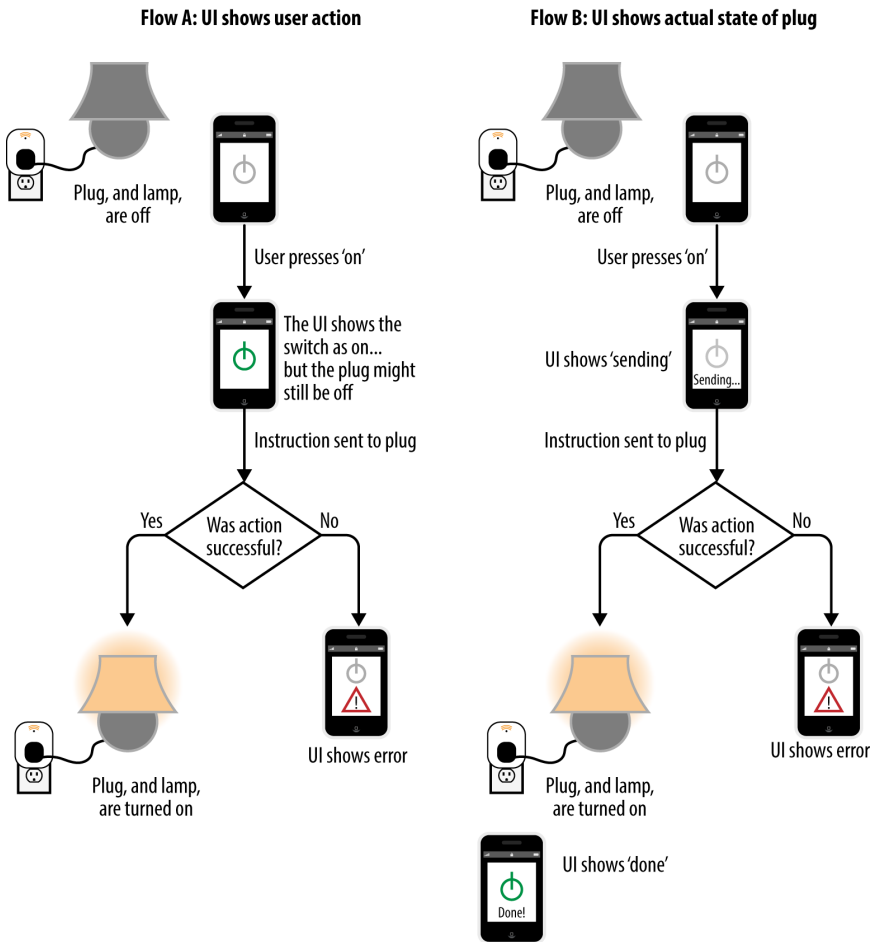 Flow A: UI shows user action
Plug, and lamp,
are off
User presses ‘on’
The UI shows the
switch as on...
but the plug might
still be off
Instruction sent to plug
Was action
successful?
Yes
No
Plug, and lamp,
are turned on
UI shows error
Flow B: UI shows actual state of plug
Plug, and lamp,
are off
User presses ‘on’
UI shows ‘sending’
Sending...
Instruction sent to plug
Was action
successful?
Yes
No
Plug, and lamp,
are turned on
UI shows error
UI shows ‘done’
Done!